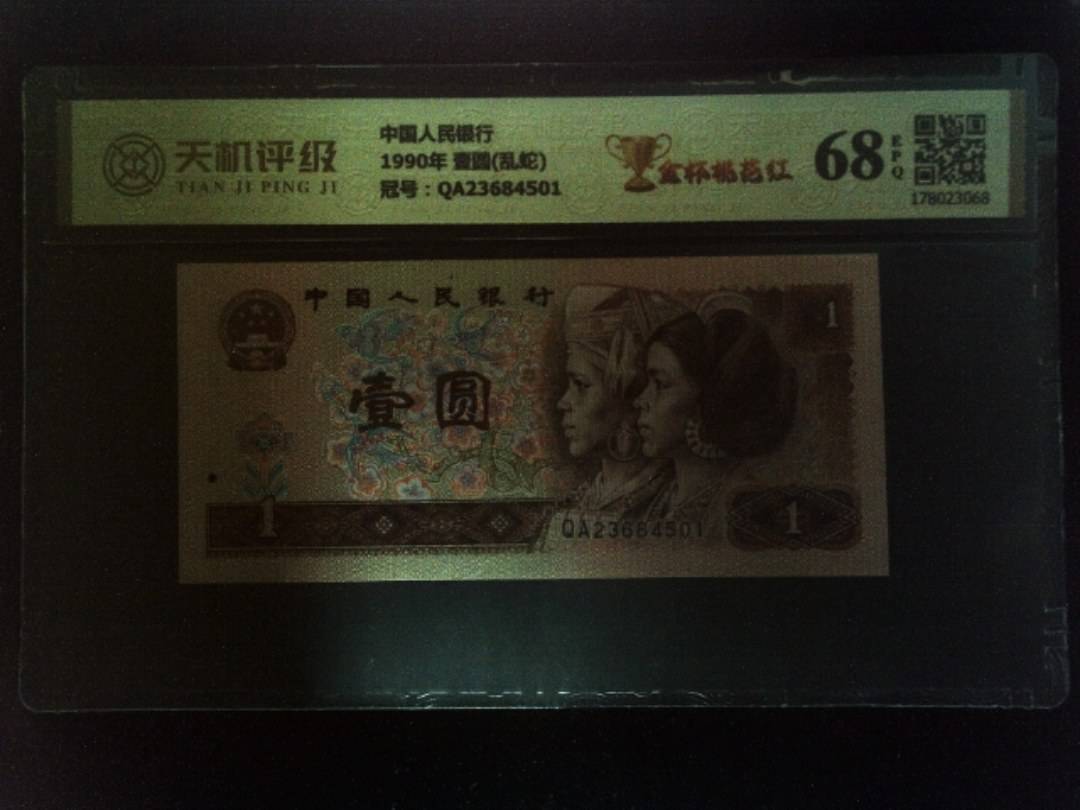 天机评级
TIAN JI PING JI
中国人民银行
1990年 壹圆(乱蛇)
冠号：QA23684501
金杯桃花红
68
EPQ
178023068
中国人民银行
1
壹圆
1
QA23684501
1